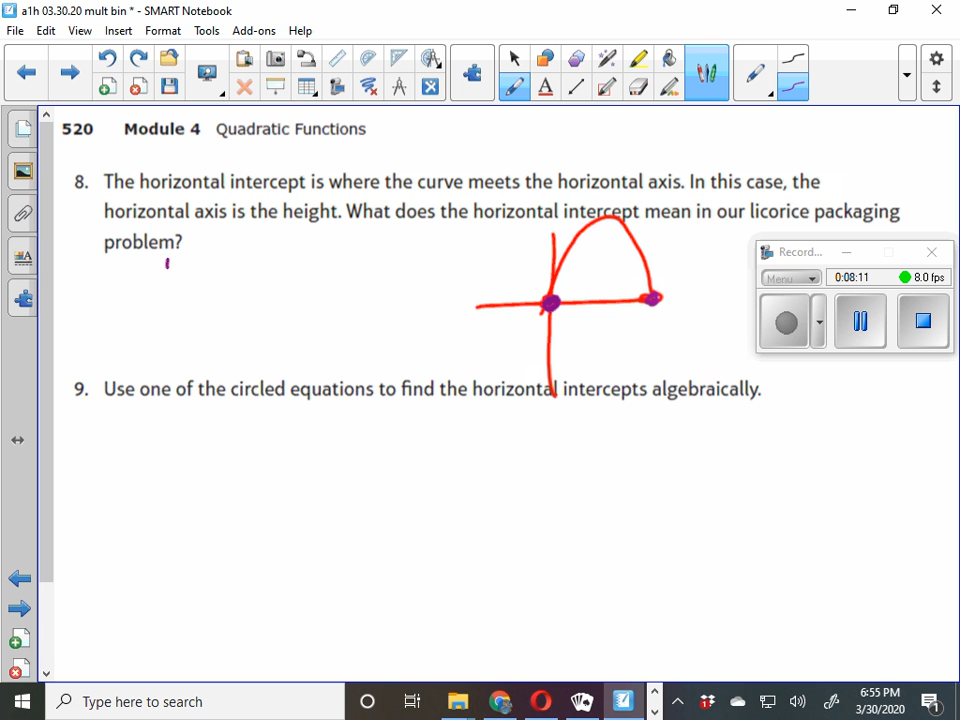 a1h 03.30.20 mult bin * - SMART Notebook
File Edit View Insert Format Tools Add-ons Help
520 Module 4 Quadratic Functions
8. The horizontal intercept is where the curve meets the horizontal axis. In this case, the
horizontal axis is the height. What does the horizontal intercept mean in our licorice packaging
problem?
Record...
Menu 0:08:11 8.0 fps
9. Use one of the circled equations to find the horizontal intercepts algebraically.
Type here to search
6:55 PM
3/30/2020
1